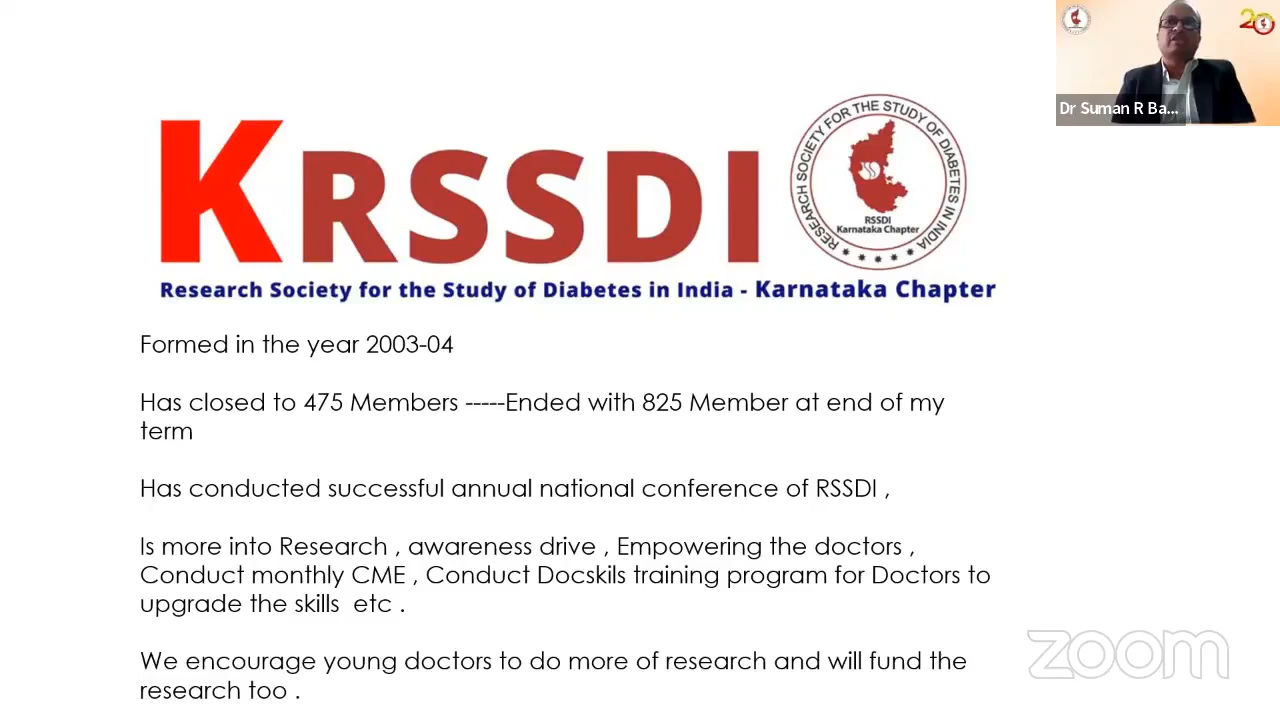 Dr Suman R Ba...
KRSSDI
RESEARCH SOCIETY FOR THE STUDY OF DIABETES IN INDIA
RSSDI
Karnataka Chapter
Research Society for the Study of Diabetes in India - Karnataka Chapter
Formed in the year 2003-04
Has closed to 475 Members -----Ended with 825 Member at end of my
term
Has conducted successful annual national conference of RSSDI ,
Is more into Research , awareness drive , Empowering the doctors ,
Conduct monthly CME , Conduct Docskils training program for Doctors to
upgrade the skills  etc .
We encourage young doctors to do more of research and will fund the
research too .
zoom